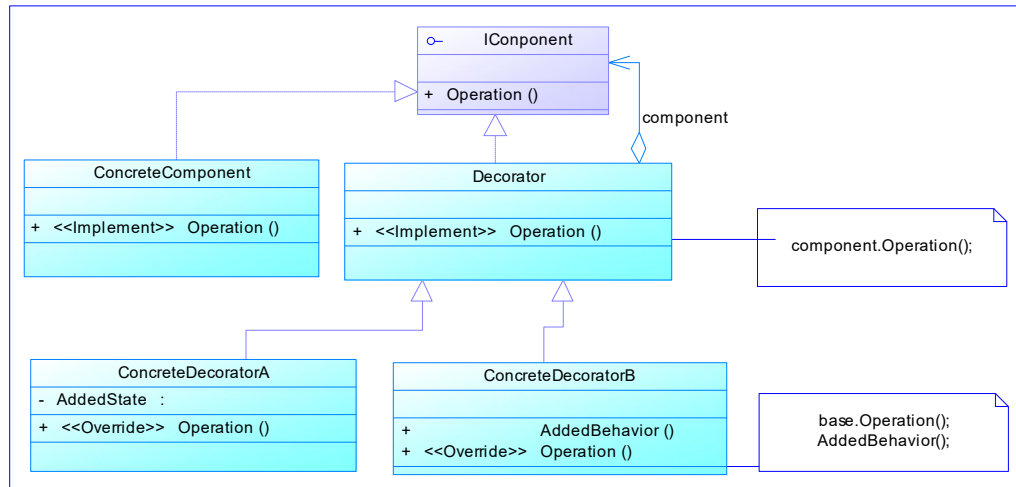 IConponent
+ Operation ()
component
ConcreteComponent
+ <<Implement>> Operation ()
Decorator
+ <<Implement>> Operation ()
component.Operation();
ConcreteDecoratorA
- AddedState :
+ <<Override>> Operation ()
ConcreteDecoratorB
+ AddedBehavior ()
+ <<Override>> Operation ()
base.Operation();
AddedBehavior();